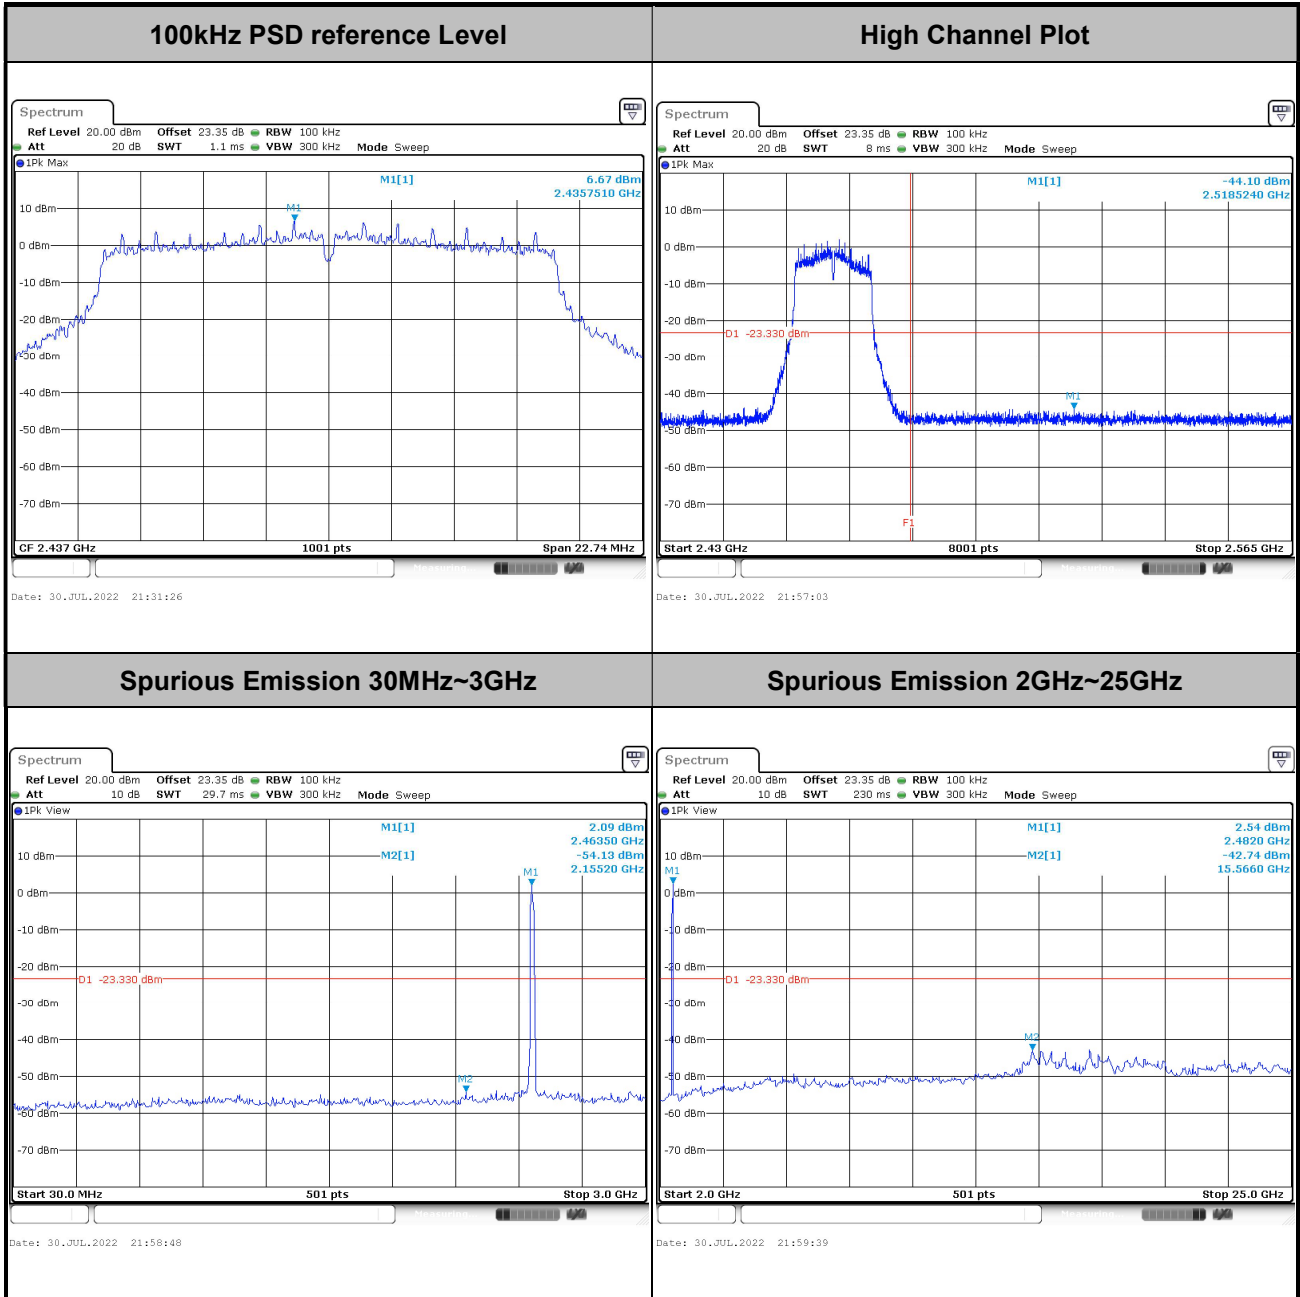 100kHz PSD reference Level
High Channel Plot
Spectrum
Ref Level 20.00 dBm Offset 23.35 dB RBW 100 kHz
Att 20 dB SWT 1.1 ms VBW 300 kHz Mode Sweep
1Pk Max
M1[1] 6.67 dBm
2.4357510 GHz
M1
10 dBm
0 dBm
-10 dBm
-20 dBm
-30 dBm
-40 dBm
-50 dBm
-60 dBm
-70 dBm
CF 2.437 GHz 1001 pts Span 22.74 MHz
Measuring
Date: 30.JUL.2022 21:31:26
Spectrum
Ref Level 20.00 dBm Offset 23.35 dB RBW 100 kHz
Att 20 dB SWT 8 ms VBW 300 kHz Mode Sweep
1Pk Max
M1[1] -44.10 dBm
2.5185240 GHz
10 dBm
0 dBm
-10 dBm
-20 dBm
D1 -23.330 dBm
-30 dBm
-40 dBm
M1
-50 dBm
-60 dBm
-70 dBm
F1
Start 2.43 GHz 8001 pts Stop 2.565 GHz
Measuring
Date: 30.JUL.2022 21:57:03
Spurious Emission 30MHz~3GHz
Spurious Emission 2GHz~25GHz
Spectrum
Ref Level 20.00 dBm Offset 23.35 dB RBW 100 kHz
Att 10 dB SWT 29.7 ms VBW 300 kHz Mode Sweep
1Pk View
M1[1] 2.09 dBm
2.46350 GHz
10 dBm
M2[1] -54.13 dBm
2.15520 GHz
M1
0 dBm
-10 dBm
-20 dBm
D1 -23.330 dBm
-30 dBm
-40 dBm
-50 dBm
M2
-60 dBm
-70 dBm
Start 30.0 MHz 501 pts Stop 3.0 GHz
Measuring
Date: 30.JUL.2022 21:58:48
Spectrum
Ref Level 20.00 dBm Offset 23.35 dB RBW 100 kHz
Att 10 dB SWT 230 ms VBW 300 kHz Mode Sweep
1Pk View
M1[1] 2.54 dBm
2.4820 GHz
10 dBm
M2[1] -42.74 dBm
15.5660 GHz
M1
0 dBm
-10 dBm
-20 dBm
D1 -23.330 dBm
-30 dBm
-40 dBm
M2
-50 dBm
-60 dBm
-70 dBm
Start 2.0 GHz 501 pts Stop 25.0 GHz
Measuring
Date: 30.JUL.2022 21:59:39